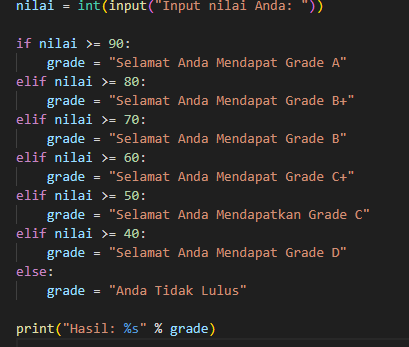 nilai = int(input("Input nilai Anda: "))
if nilai >= 90:
    grade = "Selamat Anda Mendapat Grade A"
elif nilai >= 80:
    grade = "Selamat Anda Mendapat Grade B+"
elif nilai >= 70:
    grade = "Selamat Anda Mendapat Grade B"
elif nilai >= 60:
    grade = "Selamat Anda Mendapat Grade C+"
elif nilai >= 50:
    grade = "Selamat Anda Mendapatkan Grade C"
elif nilai >= 40:
    grade = "Selamat Anda Mendapat Grade D"
else:
    grade = "Anda Tidak Lulus"
print("Hasil: %s" % grade)